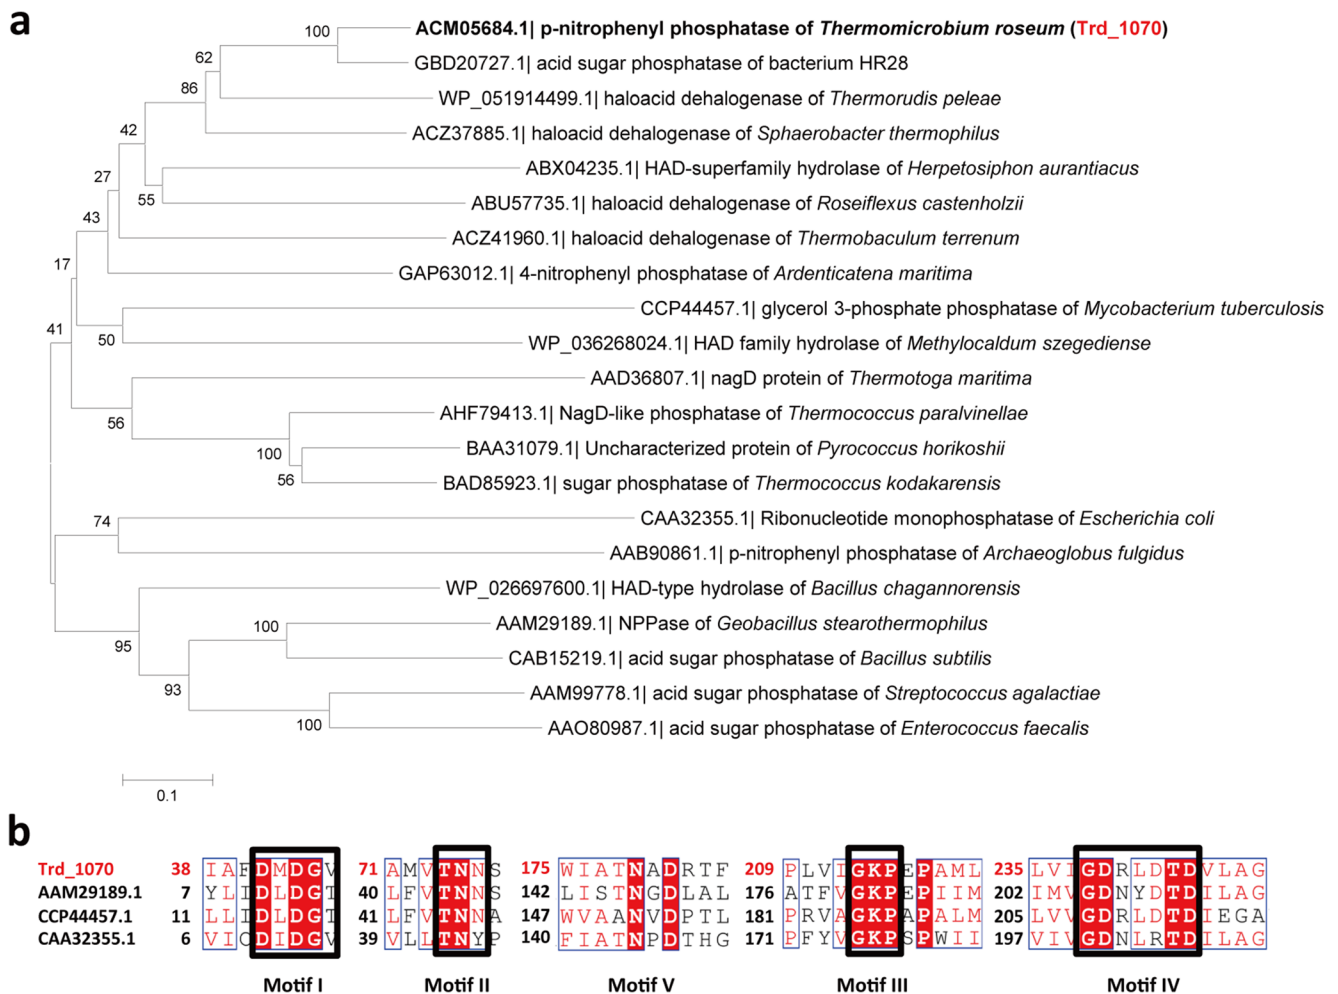 a
100
ACM05684.1| p-nitrophenyl phosphatase of Thermomicrobium roseum (Trd_1070)
62
GBD20727.1| acid sugar phosphatase of bacterium HR28
86
WP_051914499.1| haloacid dehalogenase of Thermorudis peleae
42
ACZ37885.1| haloacid dehalogenase of Sphaerobacter thermophilus
27
ABX04235.1| HAD-superfamily hydrolase of Herpetosiphon aurantiacus
55
ABU57735.1| haloacid dehalogenase of Roseiflexus castenholzii
43
ACZ41960.1| haloacid dehalogenase of Thermobaculum terrenum
17
GAP63012.1| 4-nitrophenyl phosphatase of Ardenticatena maritima
CCP44457.1| glycerol 3-phosphate phosphatase of Mycobacterium tuberculosis
41
50
WP_036268024.1| HAD family hydrolase of Methylocaldum szegediense
AAD36807.1| nagD protein of Thermotoga maritima
56
AHF79413.1| NagD-like phosphatase of Thermococcus paralvinellae
100
BAA31079.1| Uncharacterized protein of Pyrococcus horikoshii
56
BAD85923.1| sugar phosphatase of Thermococcus kodakarensis
74
CAA32355.1| Ribonucleotide monophosphatase of Escherichia coli
AAB90861.1| p-nitrophenyl phosphatase of Archaeoglobus fulgidus
WP_026697600.1| HAD-type hydrolase of Bacillus chagannorensis
100
AAM29189.1| NPPase of Geobacillus stearothermophilus
95
CAB15219.1| acid sugar phosphatase of Bacillus subtilis
93
AAM99778.1| acid sugar phosphatase of Streptococcus agalactiae
100
AAO80987.1| acid sugar phosphatase of Enterococcus faecalis
0.1
b
Trd_1070 38 IAFDMDGV 71 AMVTNNS 175 WIATNADRTF 209 PLVIGKPEPAML 235 LVIGDRLDTDVLAG
AAM29189.1 7 YLIDLDGT 40 LFVTNNS 142 LISTNGDLAL 176 ATFVGKPEPIIM 202 IMVGDNYDTDILAG
CCP44457.1 11 LLIDLDGT 41 LFVTNNA 147 WVAANVDPTL 181 PRVAGKPAPALM 205 LVVGDRLDTDIEGA
CAA32355.1 6 VICDIDGV 39 VLLTNYP 140 FIATNPDTHG 171 PFYVGKPSPWII 197 VIVGDNLRTDILAG
Motif I Motif II Motif V Motif III Motif IV